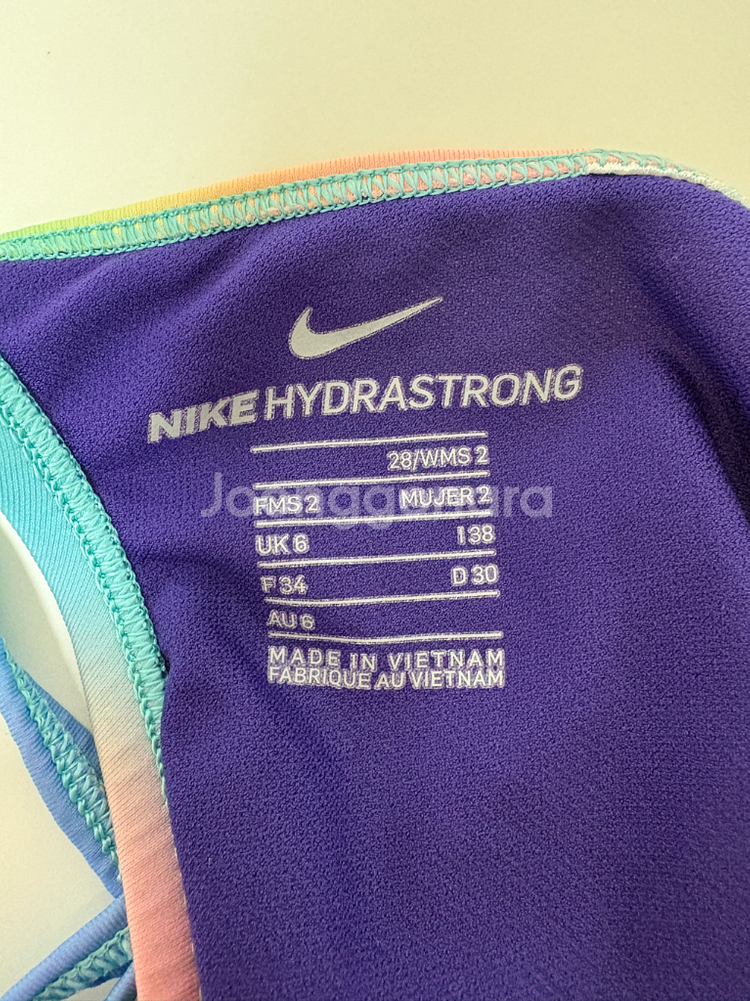 NIKE HYDRASTRONG
28/WMS 2
FMS 2 MUJER 2
UK 6 I 38
F 34 D 30
AU 6
MADE IN VIETNAM
FABRIQUE AU VIETNAM